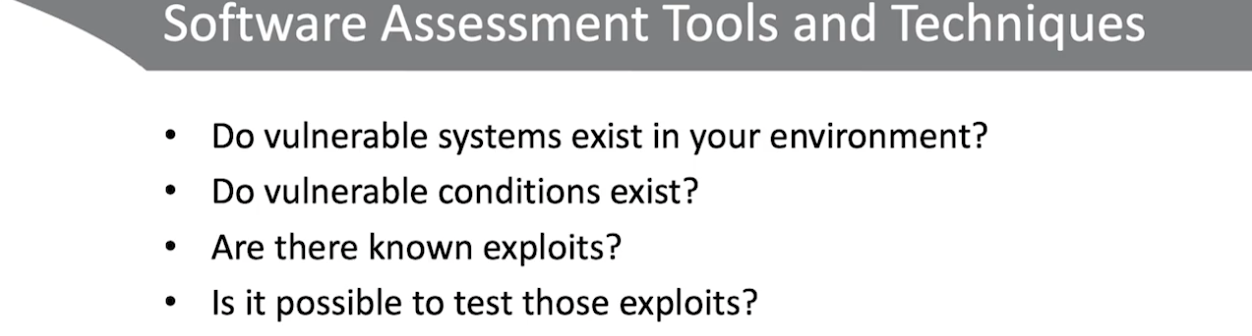 Software Assessment Tools and Techniques
• Do vulnerable systems exist in your environment?
• Do vulnerable conditions exist?
• Are there known exploits?
• Is it possible to test those exploits?